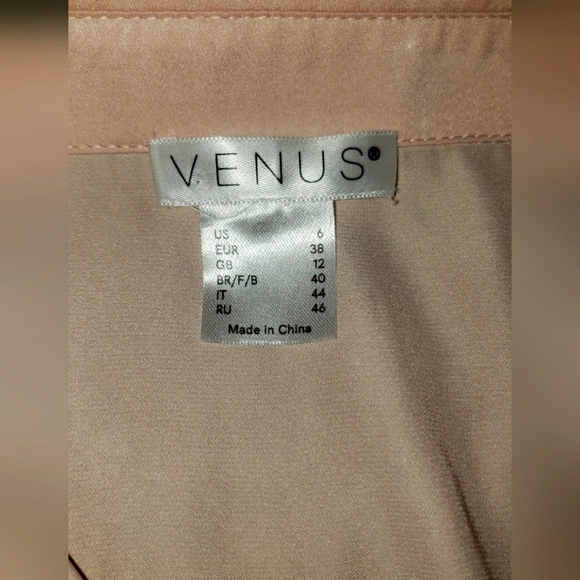 VENUS®
US 6
EUR 38
GB 12
BR/F/B 40
IT 44
RU 46
Made in China